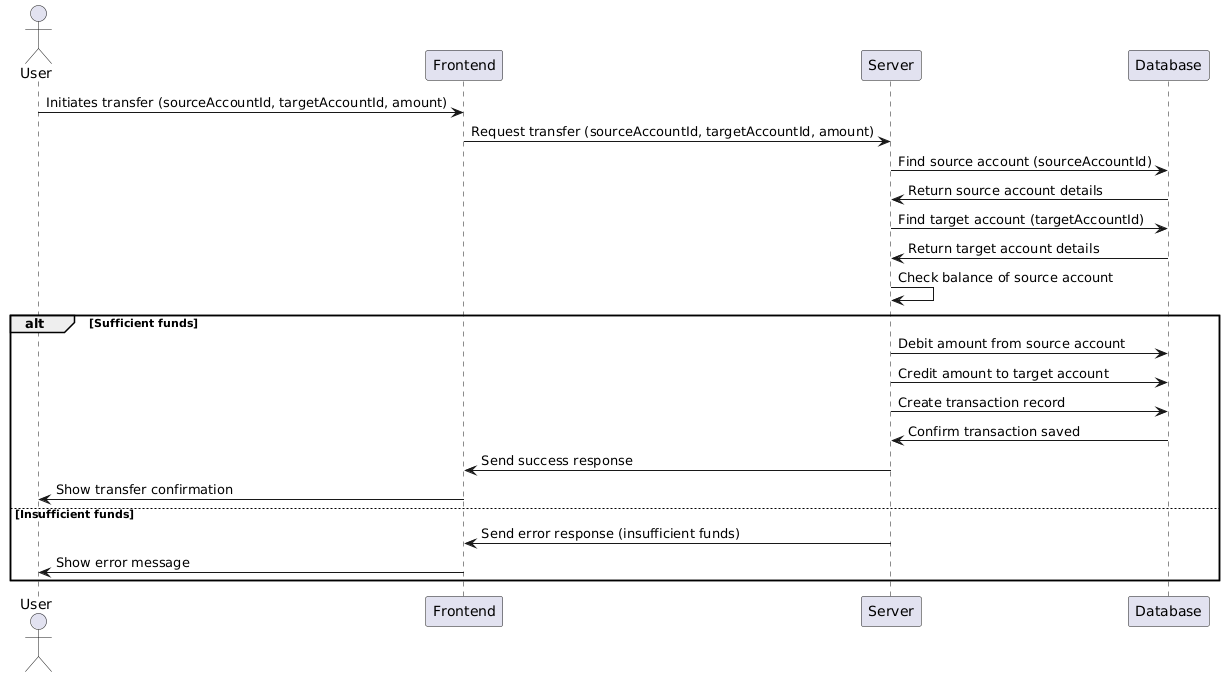 User
Frontend
Server
Database
Initiates transfer (sourceAccountId, targetAccountId, amount)
Request transfer (sourceAccountId, targetAccountId, amount)
Find source account (sourceAccountId)
Return source account details
Find target account (targetAccountId)
Return target account details
Check balance of source account
alt
[Sufficient funds]
Debit amount from source account
Credit amount to target account
Create transaction record
Confirm transaction saved
Send success response
Show transfer confirmation
[Insufficient funds]
Send error response (insufficient funds)
Show error message
User
Frontend
Server
Database